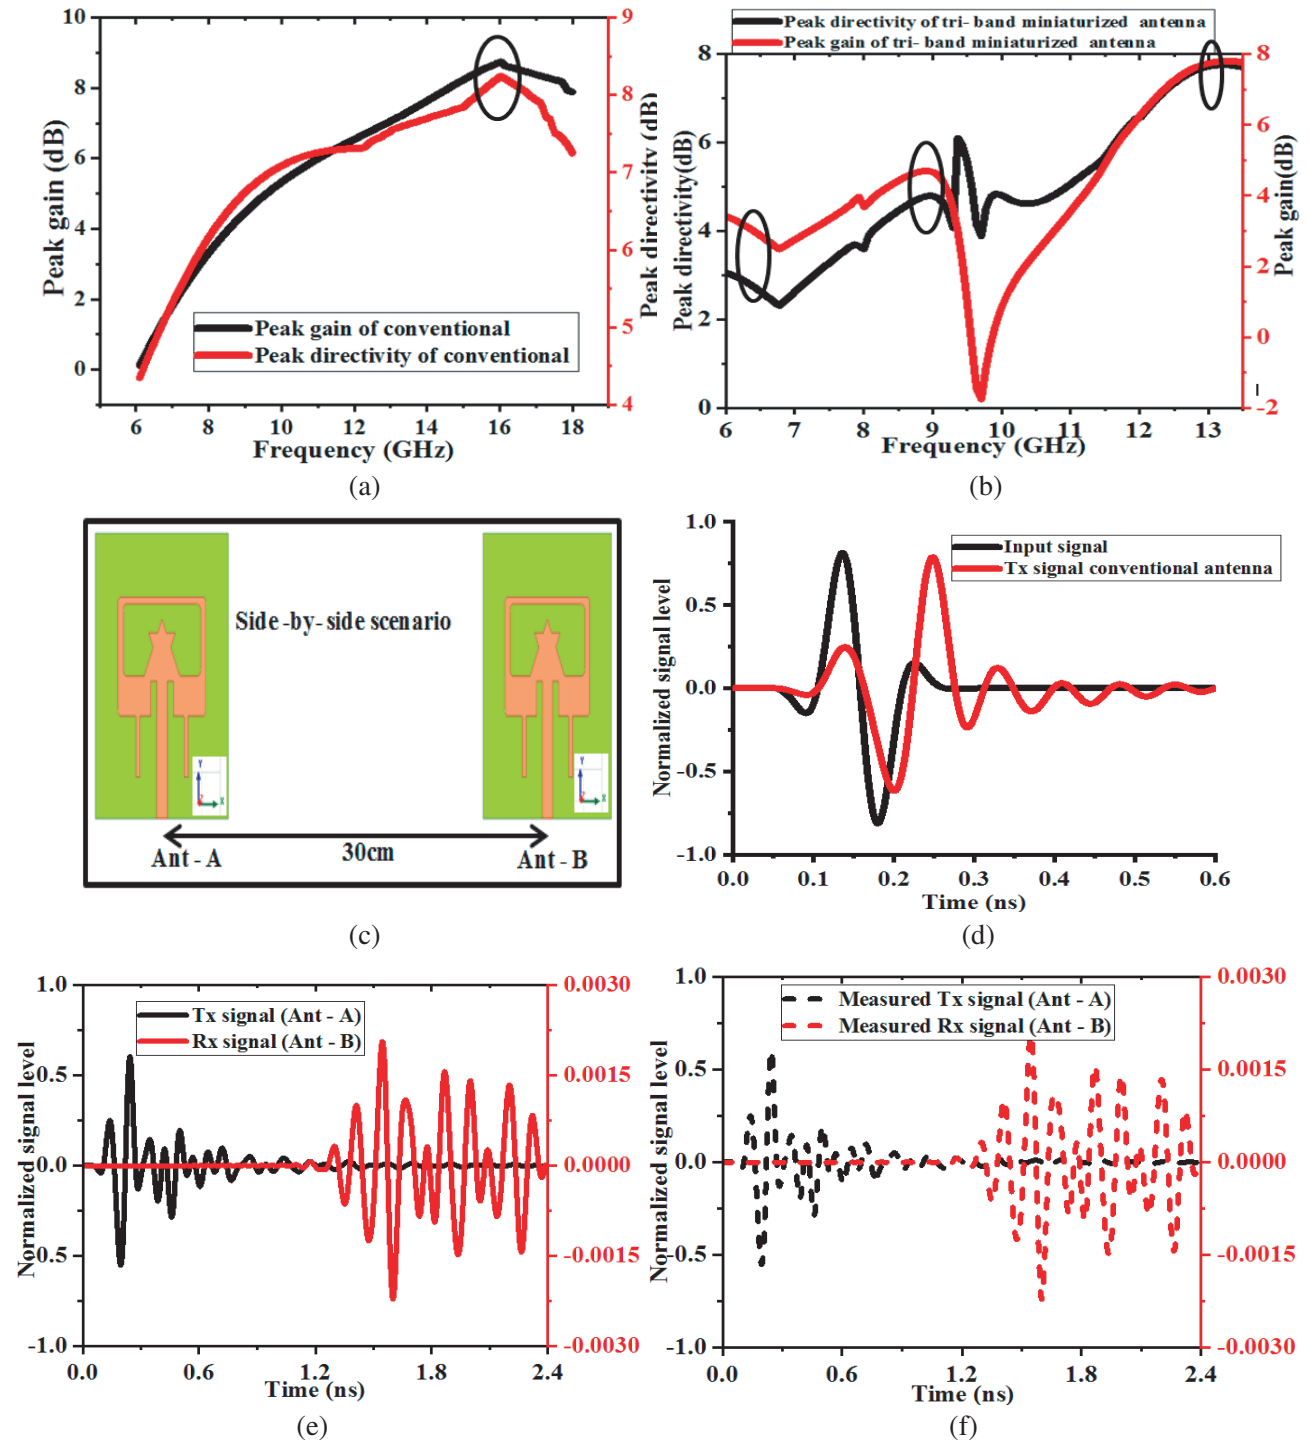 10
8
6
4
2
0
9
8
7
6
5
4
6
8
10
12
14
16
18
Peak gain (dB)
Peak directivity (dB)
Peak gain of conventional
Peak directivity of conventional
Frequency (GHz)
(a)
Peak directivity of tri- band miniaturized antenna
Peak gain of tri- band miniaturized antenna
8
6
4
2
0
8
6
4
2
0
-2
6
7
8
9
10
11
12
13
Peak directivity(dB)
Peak gain(dB)
Frequency (GHz)
(b)
Side -by- side scenario
Y
X
Z
Y
X
Z
30cm
Ant - A
Ant - B
(c)
1.0
0.5
0.0
-0.5
-1.0
Normalized signal level
Input signal
Tx signal conventional antenna
0.0
0.1
0.2
0.3
0.4
0.5
0.6
Time (ns)
(d)
1.0
0.5
0.0
-0.5
-1.0
Normalized signal level
Tx signal (Ant - A)
Rx signal (Ant - B)
0.0030
0.0015
0.0000
-0.0015
-0.0030
0.0
0.6
1.2
1.8
2.4
Time (ns)
(e)
1.0
0.5
0.0
-0.5
-1.0
Normalized signal level
Measured Tx signal (Ant - A)
Measured Rx signal (Ant - B)
0.0030
0.0015
0.0000
-0.0015
-0.0030
0.0
0.6
1.2
1.8
2.4
Time (ns)
(f)